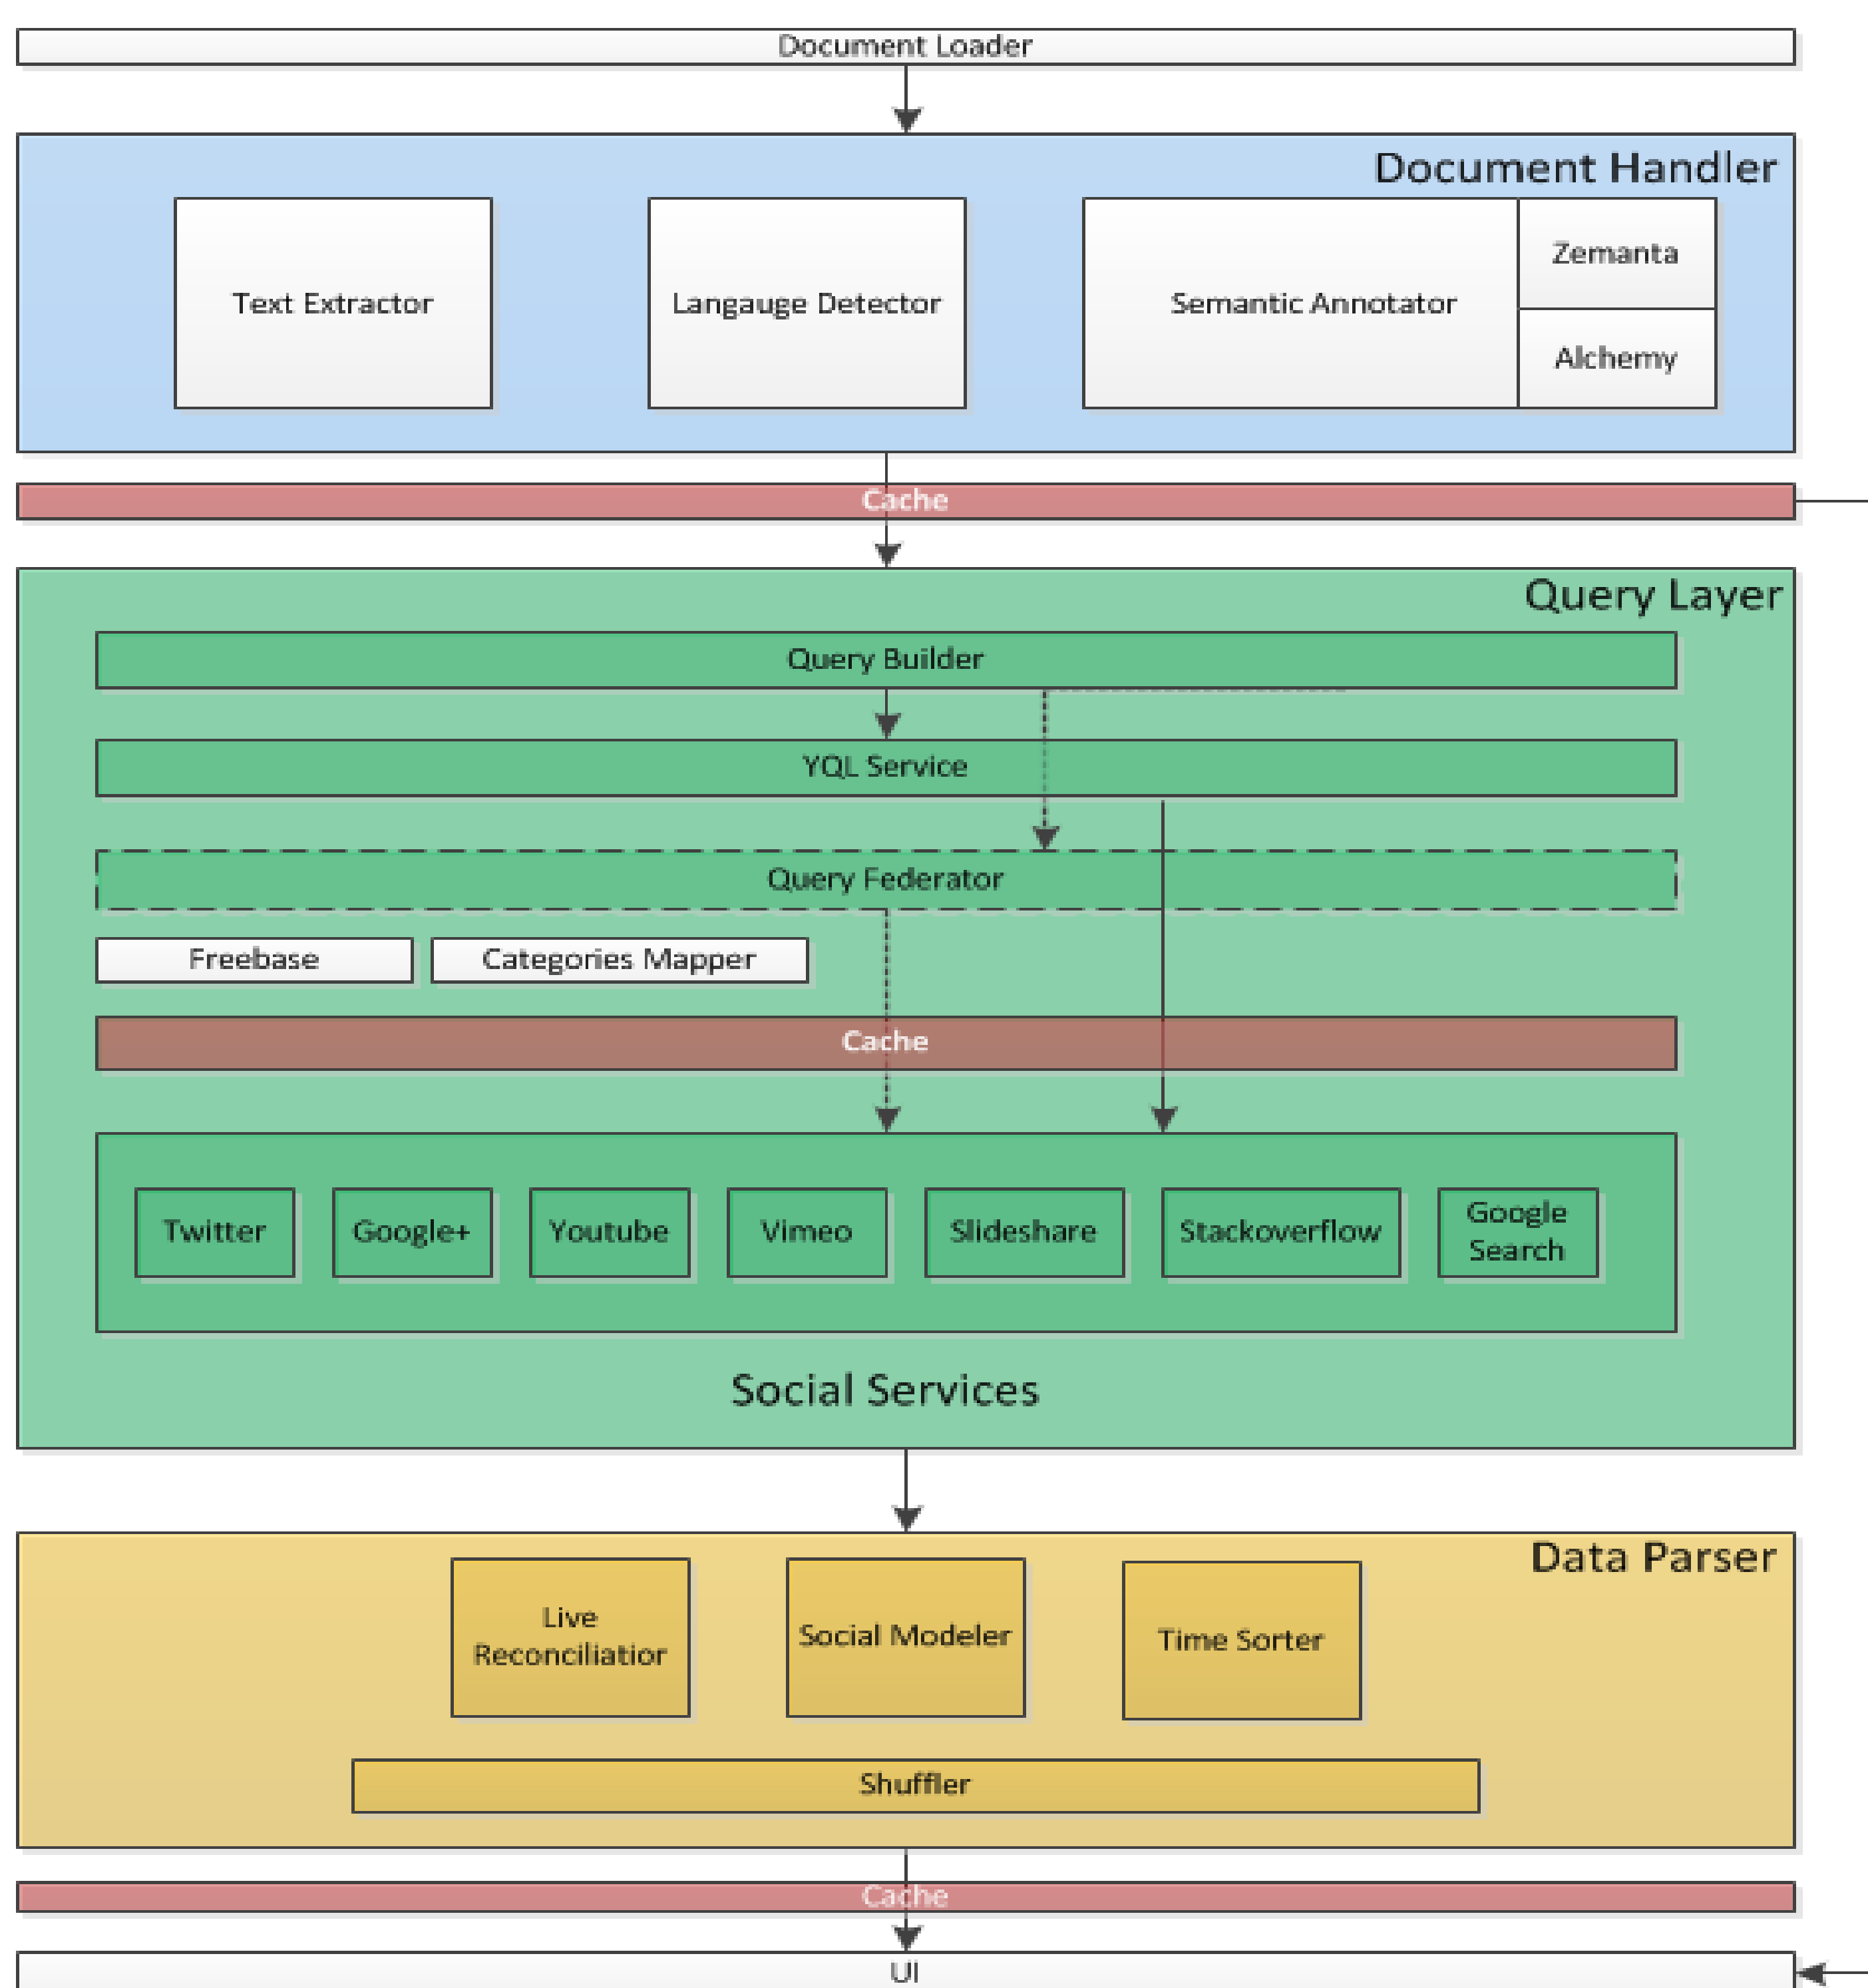 Document Loader
Document Handler
Text Extractor
Langauge Detector
Semantic Annotator
Zemanta
Alchemy
Cache
Query Layer
Query Builder
YQL Service
Query Federator
Freebase
Categories Mapper
Cache
Twitter
Google+
Youtube
Vimeo
Slideshare
Stackoverflow
Google
Search
Social Services
Data Parser
Live
Reconciliatior
Social Modeler
Time Sorter
Shuffler
Cache
UI